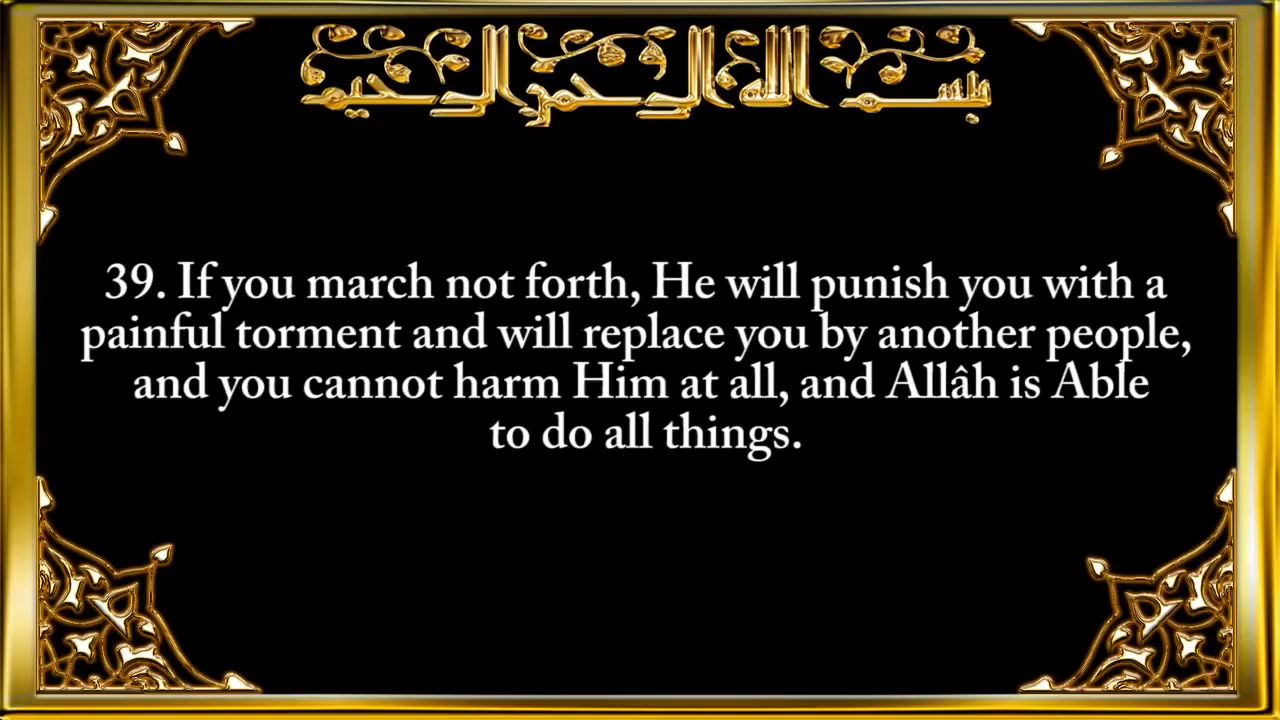 بسم الله الرحمن الرحيم
39. If you march not forth, He will punish you with a
painful torment and will replace you by another people,
and you cannot harm Him at all, and Allâh is Able
to do all things.